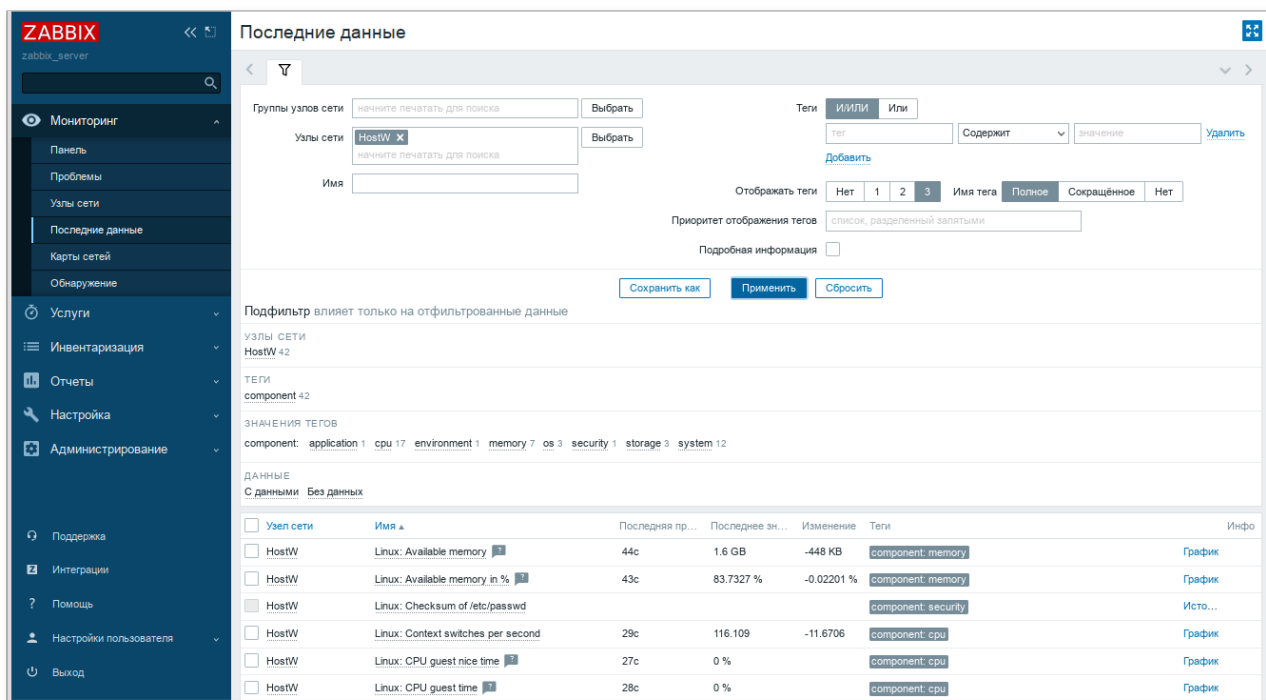 ZABBIX
zabbix_server
Мониторинг
Панель
Проблемы
Узлы сети
Последние данные
Карты сетей
Обнаружение
Услуги
Инвентаризация
Отчеты
Настройка
Администрирование
Поддержка
Интеграции
? Помощь
Настройки пользователя
Выход
Последние данные
Группы узлов сети начните печатать для поиска Выбрать
Узлы сети HostW Выбрать
начните печатать для поиска
Имя
Теги И/ИЛИ Или
тег Содержит значение Удалить
Добавить
Отображать теги Нет 1 2 3 Имя тега Полное Сокращённое Нет
Приоритет отображения тегов список, разделенный запятыми
Подробная информация
Сохранить как Применить Сбросить
Подфильтр влияет только на отфильтрованные данные
УЗЛЫ СЕТИ
HostW 42
ТЕГИ
component 42
ЗНАЧЕНИЯ ТЕГОВ
component: application 1 cpu 17 environment 1 memory 7 os 3 security 1 storage 3 system 12
ДАННЫЕ
С данными Без данных
Узел сети Имя Последняя пр... Последнее зн... Изменение Теги Инфо
HostW Linux: Available memory ? 44с 1.6 GB -448 KB component: memory График
HostW Linux: Available memory in % ? 43с 83.7327 % -0.02201 % component: memory График
HostW Linux: Checksum of /etc/passwd component: security Исто...
HostW Linux: Context switches per second 29с 116.109 -11.6706 component: cpu График
HostW Linux: CPU guest nice time ? 27с 0 % component: cpu График
HostW Linux: CPU guest time ? 28с 0 % component: cpu График